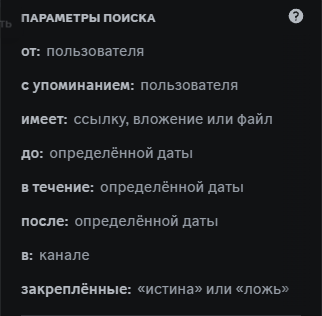 ть
ПАРАМЕТРЫ ПОИСКА ?
от: пользователя
с упоминанием: пользователя
имеет: ссылку, вложение или файл
до: определённой даты
в течение: определённой даты
после: определённой даты
в: канале
закреплённые: «истина» или «ложь»